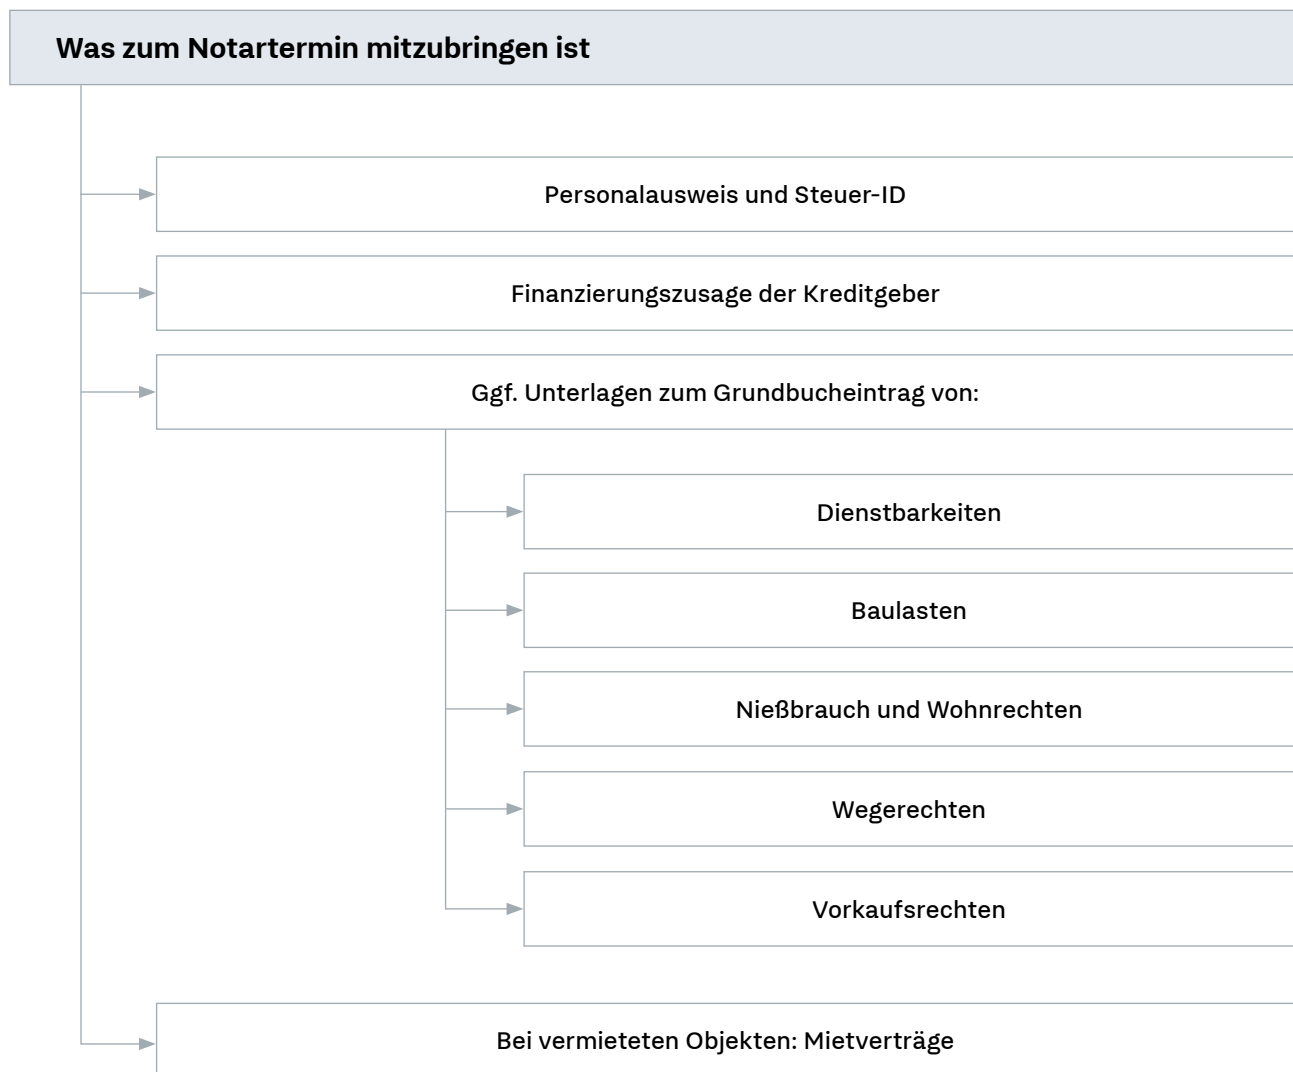 Was zum Notartermin mitzubringen ist
Personalausweis und Steuer-ID
Finanzierungszusage der Kreditgeber
Ggf. Unterlagen zum Grundbucheintrag von:
Dienstbarkeiten
Baulasten
Nießbrauch und Wohnrechten
Wegerechten
Vorkaufsrechten
Bei vermieteten Objekten: Mietverträge